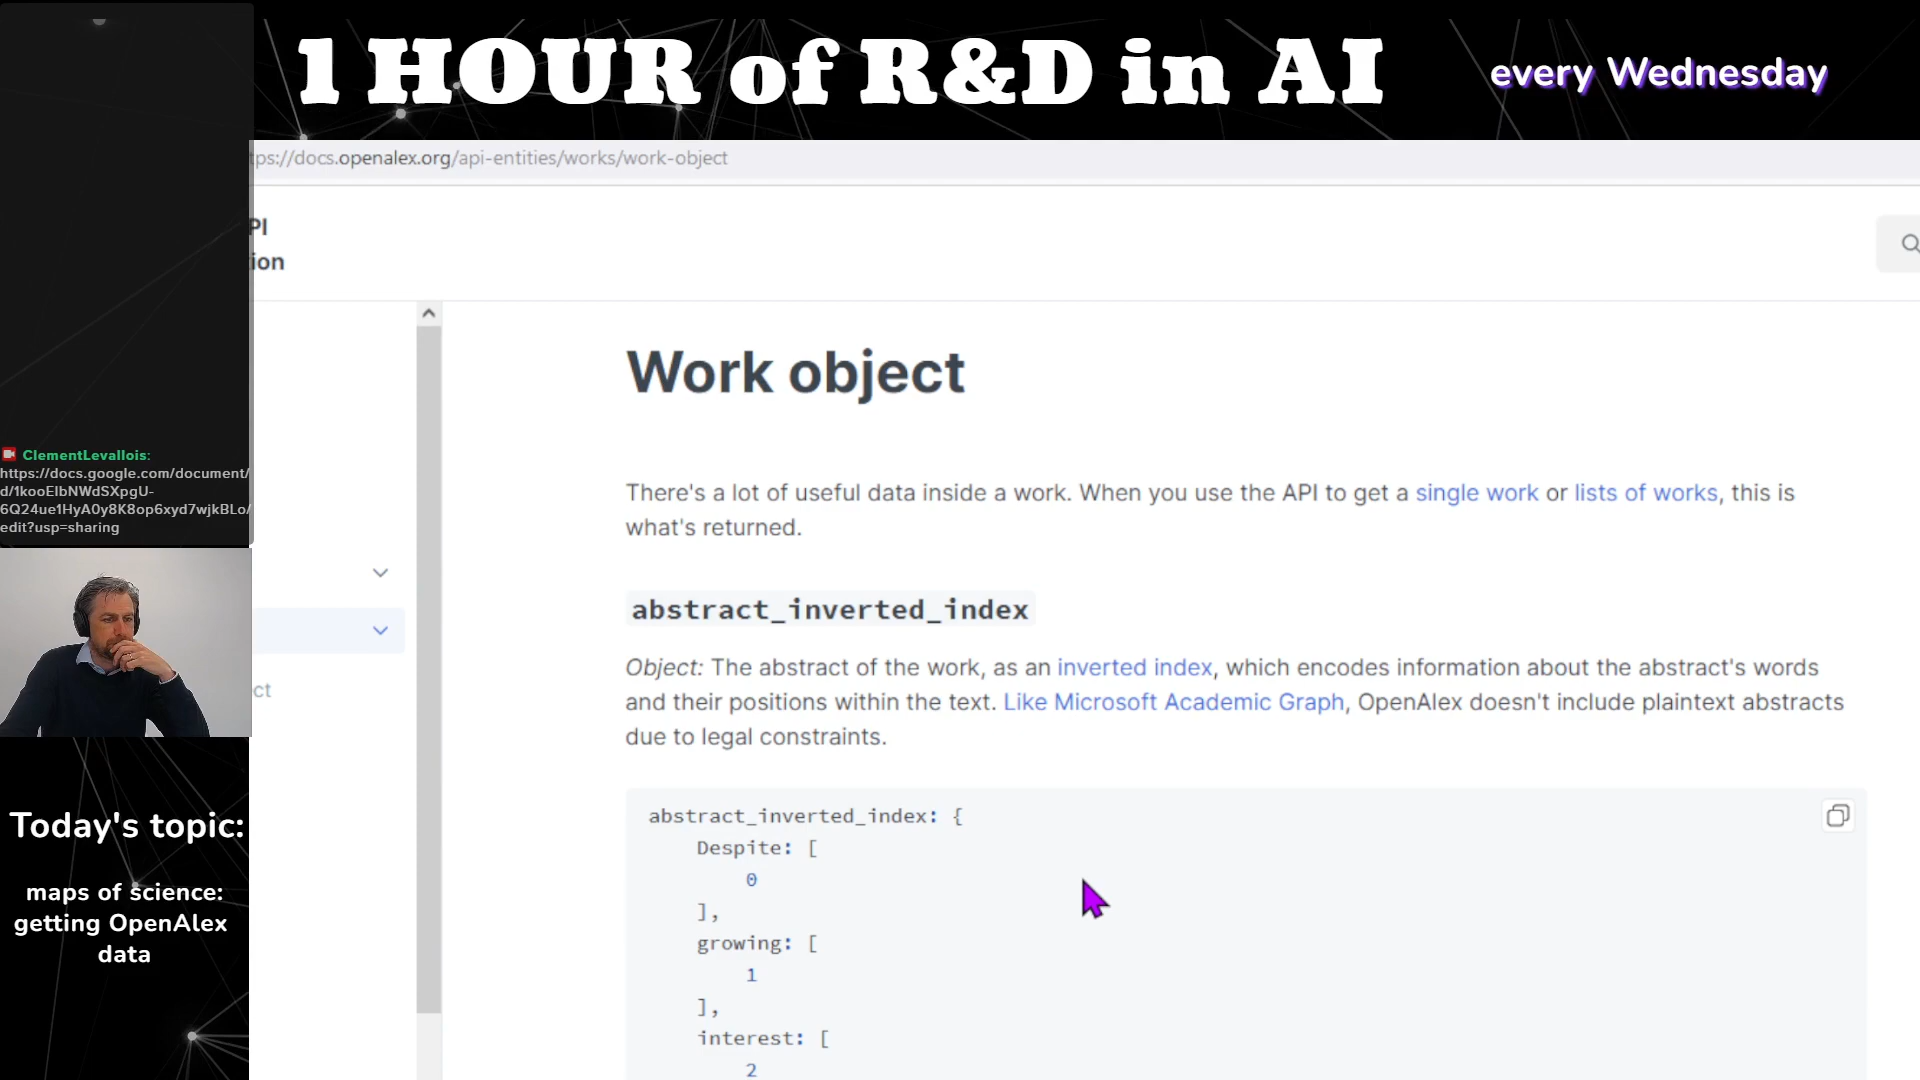 1 HOUR of R&D in AI
every Wednesday
tps://docs.openalex.org/api-entities/works/work-object
PI
tion
ct
ClementLevallois:
https://docs.google.com/document/
d/1kooEIbNWdSXpgU-
6Q24ue1HyA0y8K8op6xyd7wjkBLo/
edit?usp=sharing
Today's topic:
maps of science:
getting OpenAlex
data
Work object
There's a lot of useful data inside a work. When you use the API to get a single work or lists of works, this is
what's returned.
abstract_inverted_index
Object: The abstract of the work, as an inverted index, which encodes information about the abstract's words
and their positions within the text. Like Microsoft Academic Graph, OpenAlex doesn't include plaintext abstracts
due to legal constraints.
abstract_inverted_index: {
Despite: [
0
],
growing: [
1
],
interest: [
2